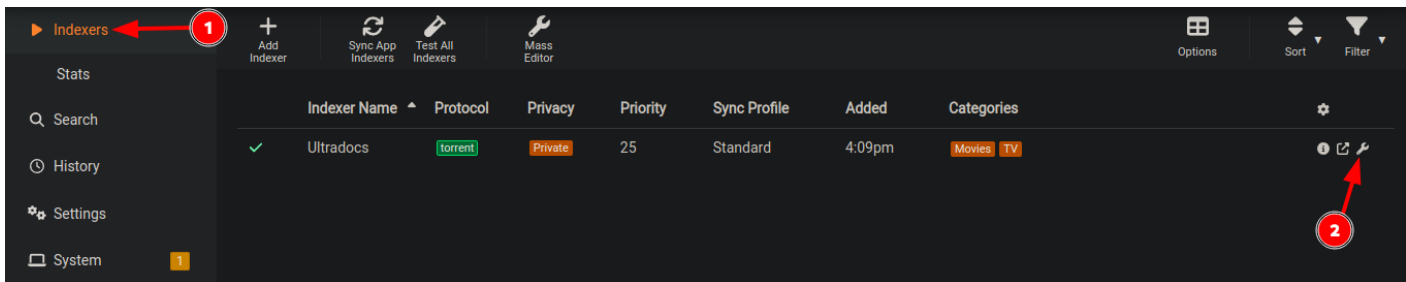 Indexers
1
Add
Indexer
Sync App
Indexers
Test All
Indexers
Mass
Editor
Options
Sort
Filter
Stats
Search
History
Settings
System
1
Indexer Name Protocol Privacy Priority Sync Profile Added Categories
Ultradocs torrent Private 25 Standard 4:09pm Movies TV
2